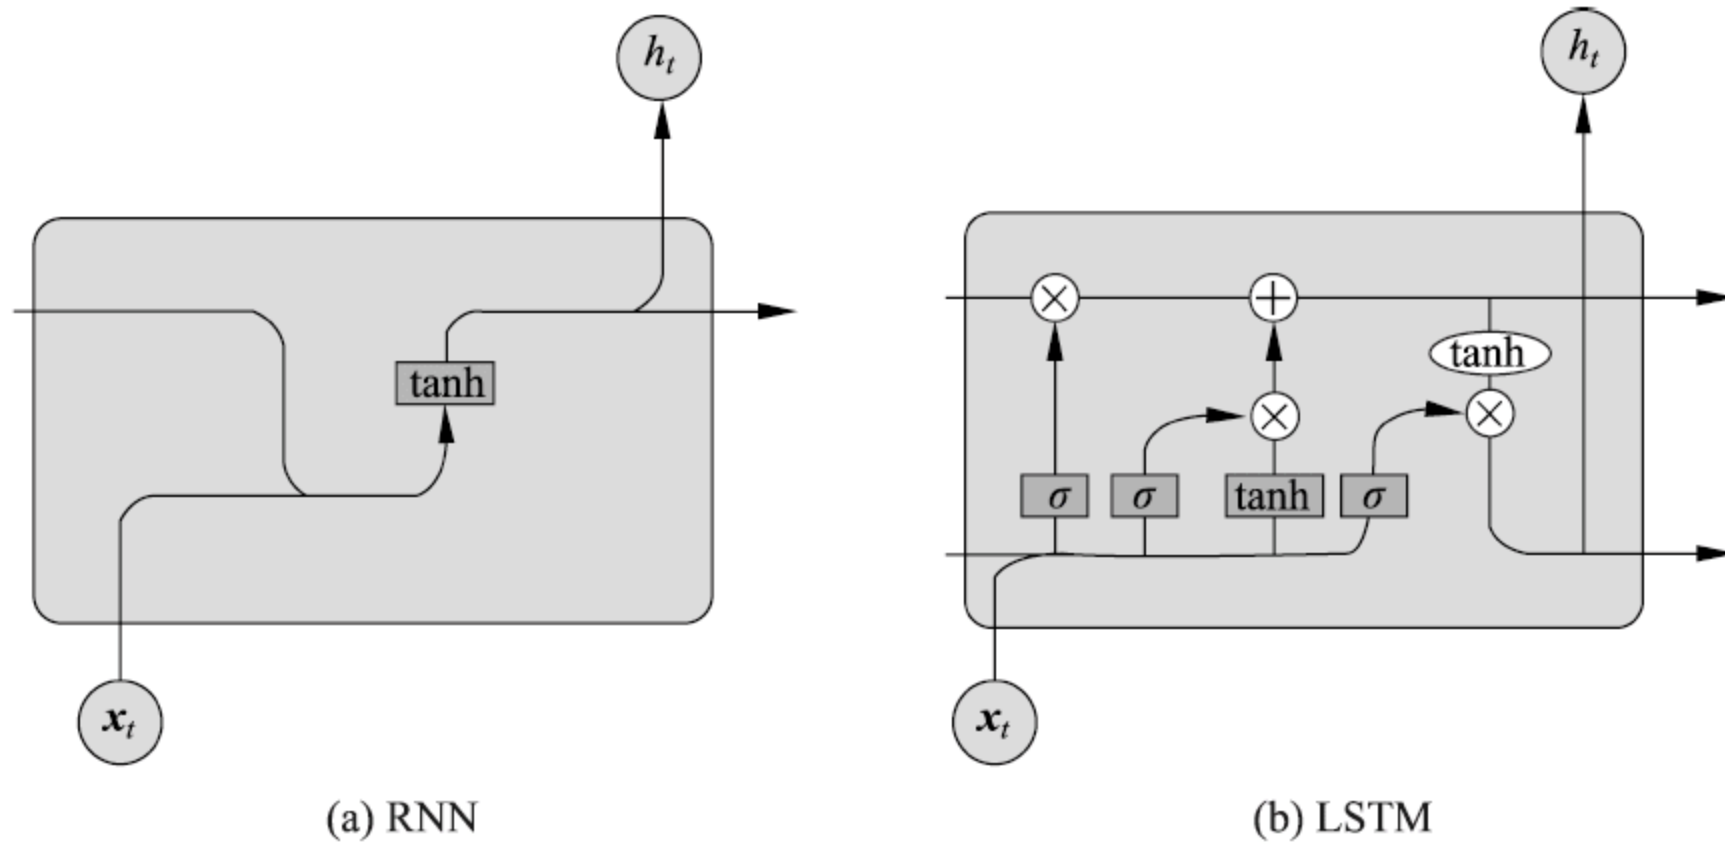 h_t
tanh
x_t
(a) RNN
h_t
×
+
tanh
×
×
σ
σ
tanh
σ
x_t
(b) LSTM